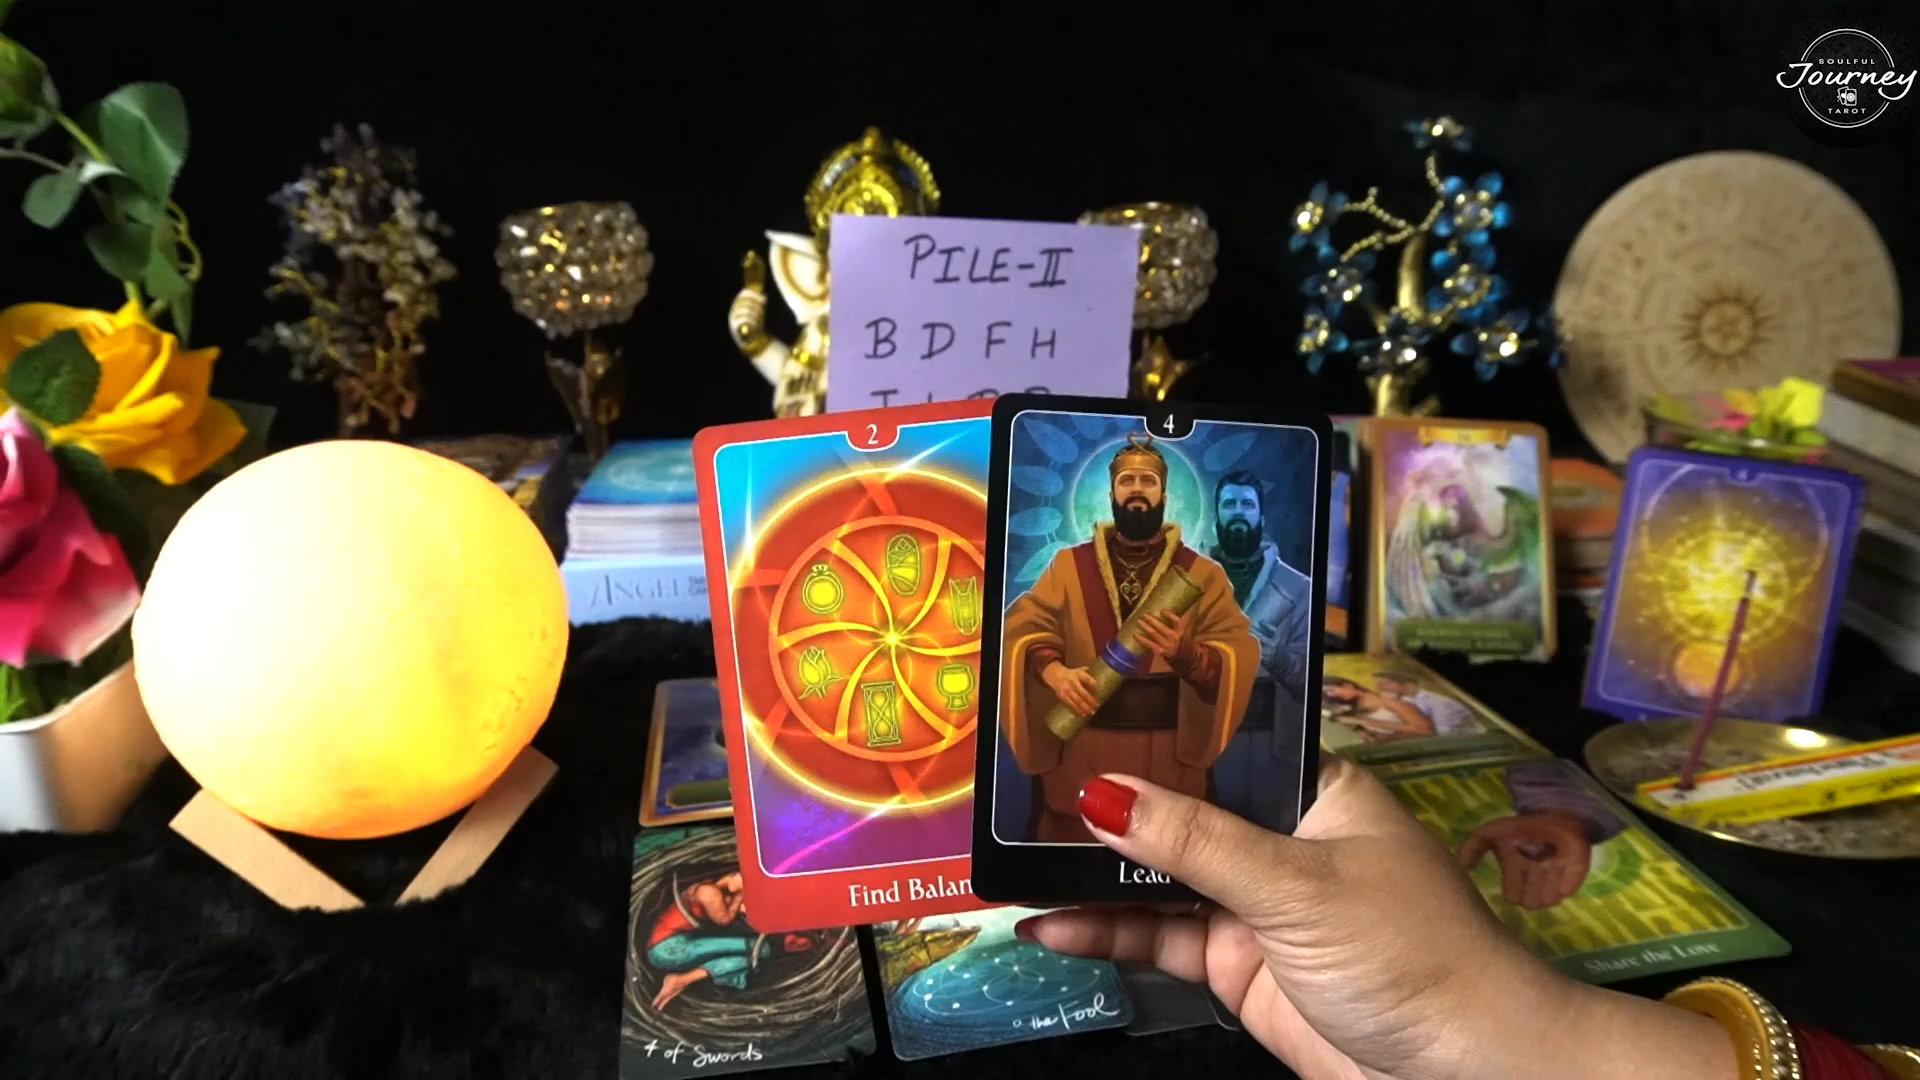 SOULFUL
Journey
TAROT
PILE-II
B D F H
2
4
ANGEL
Find Balan
Lead
Share the Love
4 of Swords
0 the Fool